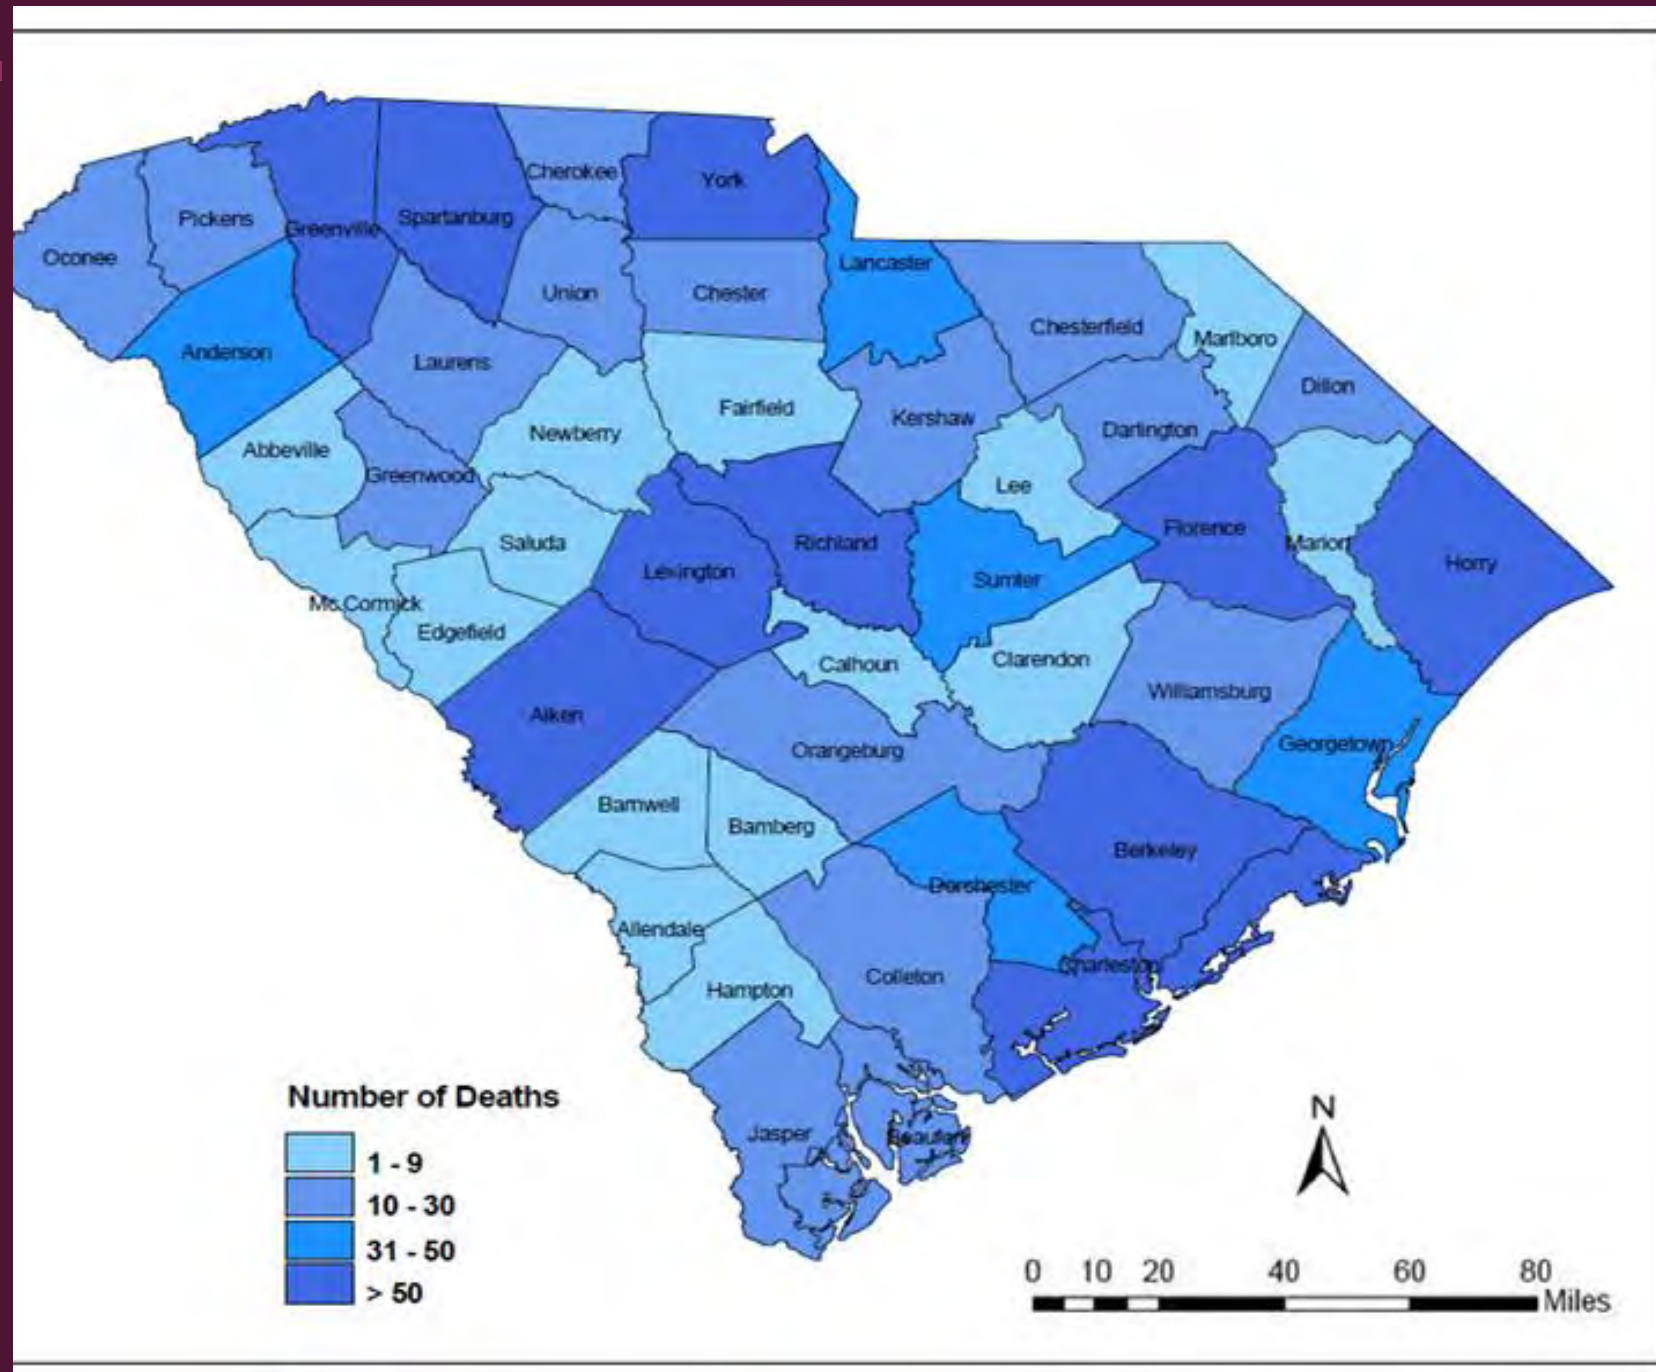 Cherokee
York
Pickens
Spartanburg
Greenville
Oconee
Lancaster
Union
Chester
Chesterfield
Marlboro
Anderson
Laurens
Dillon
Fairfield
Kershaw
Newberry
Darlington
Abbeville
Greenwood
Lee
Florence
Saluda
Richland
Marion
Horry
Lexington
Sumter
Mc Cormick
Edgefield
Calhoun
Clarendon
Williamsburg
Aiken
Orangeburg
Georgetown
Barnwell
Bamberg
Berkeley
Dorchester
Allendale
Charleston
Colleton
Hampton
Jasper
Beaufort
Number of Deaths
1 - 9
10 - 30
31 - 50
> 50
N
0 10 20 40 60 80
Miles